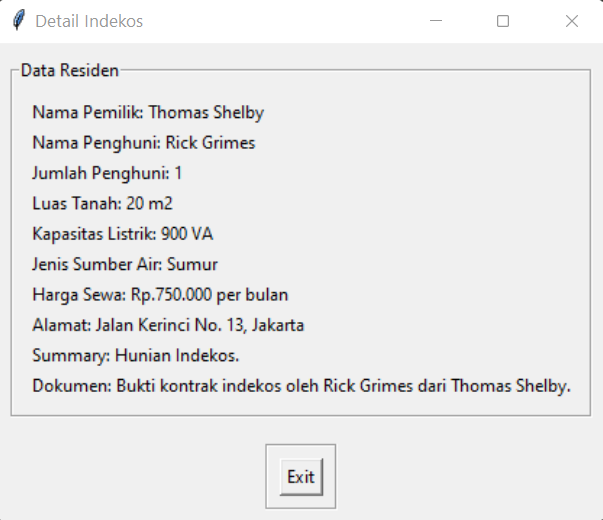 Detail Indekos
Data Residen
Nama Pemilik: Thomas Shelby
Nama Penghuni: Rick Grimes
Jumlah Penghuni: 1
Luas Tanah: 20 m2
Kapasitas Listrik: 900 VA
Jenis Sumber Air: Sumur
Harga Sewa: Rp.750.000 per bulan
Alamat: Jalan Kerinci No. 13, Jakarta
Summary: Hunian Indekos.
Dokumen: Bukti kontrak indekos oleh Rick Grimes dari Thomas Shelby.
Exit